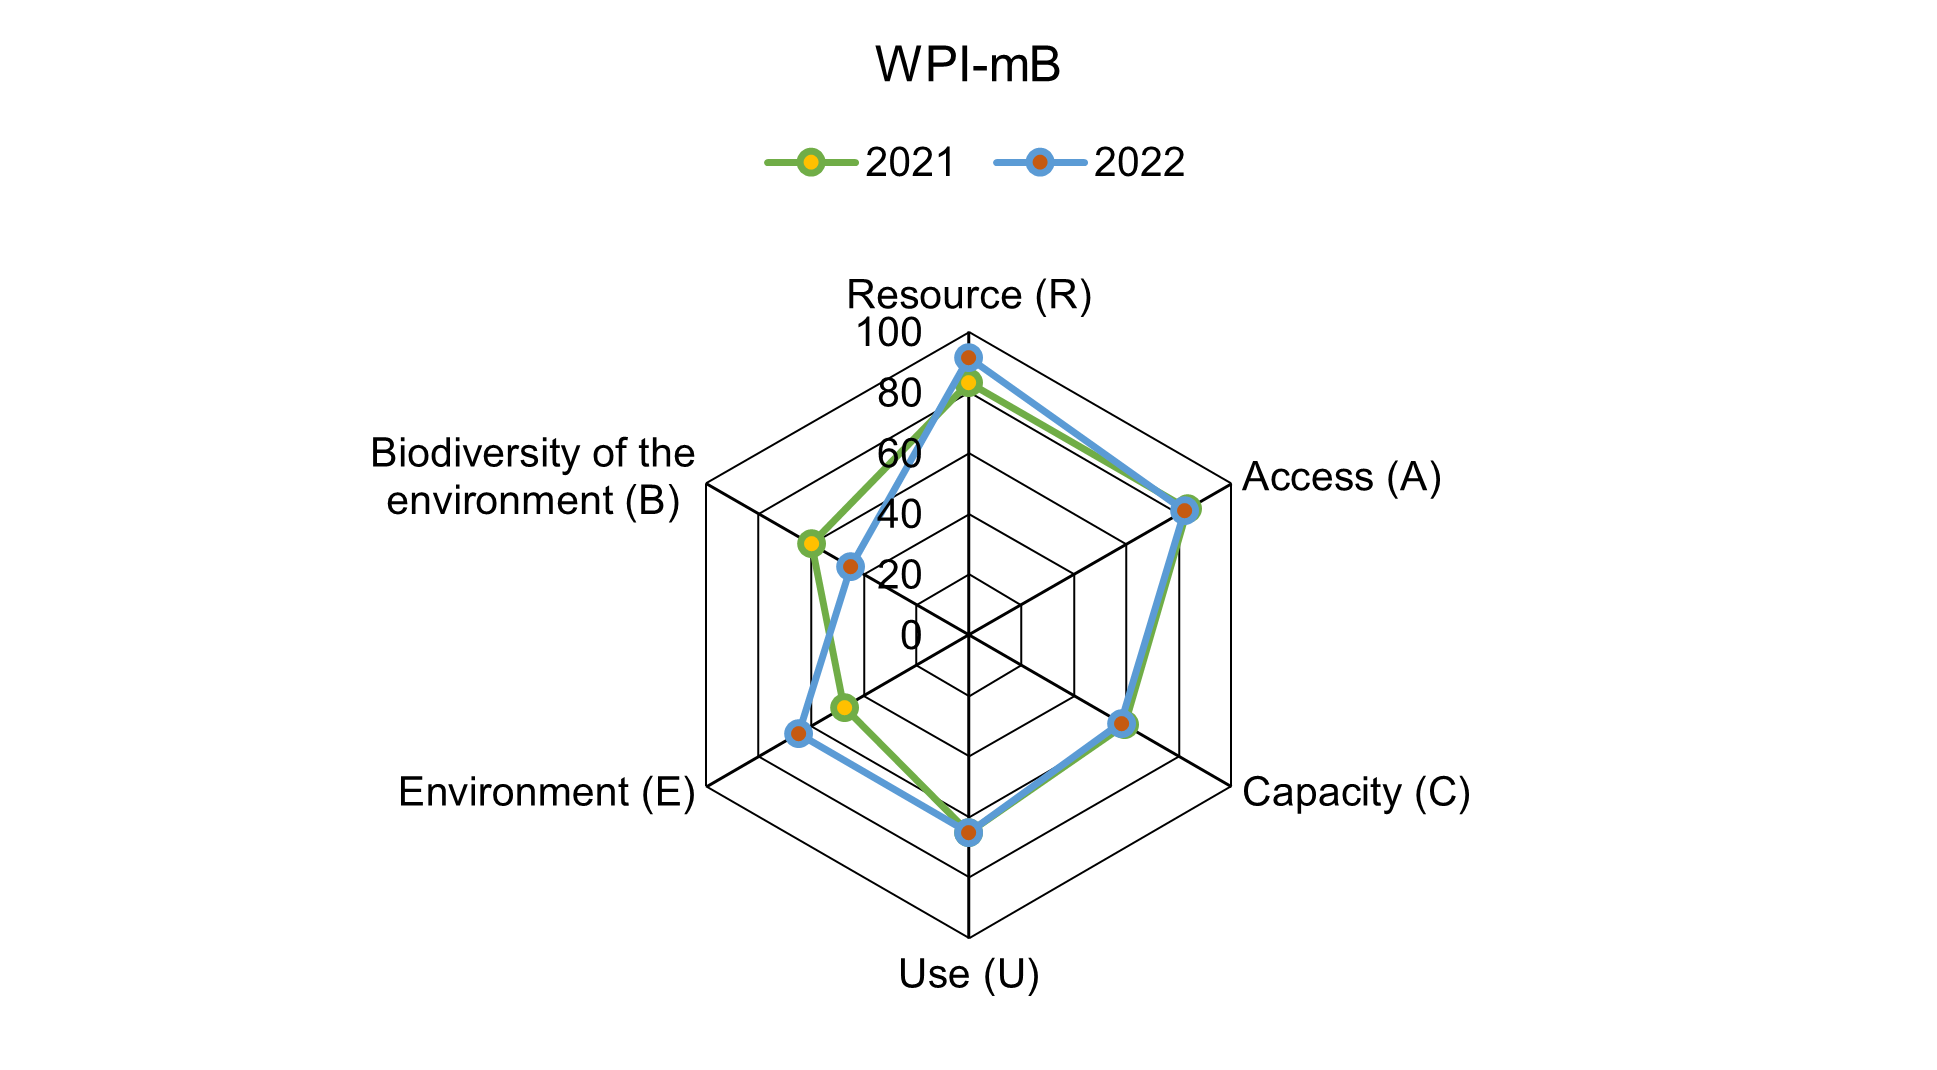 WPI-mB
2021
2022
Resource (R)
100
80
60
40
20
0
Biodiversity of the
environment (B)
Access (A)
Environment (E)
Capacity (C)
Use (U)